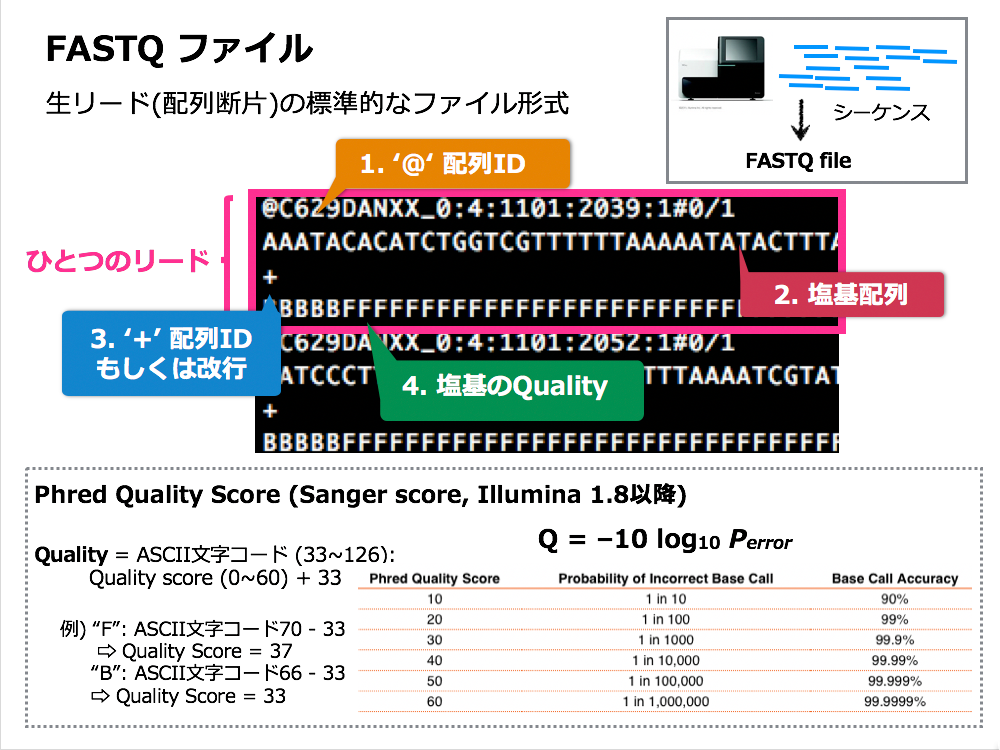 FASTQ ファイル
生リード(配列断片)の標準的なファイル形式
シーケンス
FASTQ file
1. ‘@‘ 配列ID
@C629DANXX_0:4:1101:2039:1#0/1
AAATACACATCTGGTCGTTTTTTAAAAATATACTTTA
+
BBBBBFFFFFFFFFFFFFFFFFFFFFFFFFF
ひとつのリード
2. 塩基配列
3. ‘+’ 配列ID
もしくは改行
4. 塩基のQuality
C629DANXX_0:4:1101:2052:1#0/1
ATCCCT TTTAAAATCGTAT
+
BBBBBFFFFFFFFFFFFFFFFFFFFFFFFFFFFFFFF
Phred Quality Score (Sanger score, Illumina 1.8以降)
Q = –10 log10 Perror
Quality = ASCII文字コード (33~126):
Quality score (0~60) + 33
例) “F”: ASCII文字コード70 - 33
⇨ Quality Score = 37
“B”: ASCII文字コード66 - 33
⇨ Quality Score = 33
Phred Quality Score Probability of Incorrect Base Call Base Call Accuracy
10 1 in 10 90%
20 1 in 100 99%
30 1 in 1000 99.9%
40 1 in 10,000 99.99%
50 1 in 100,000 99.999%
60 1 in 1,000,000 99.9999%